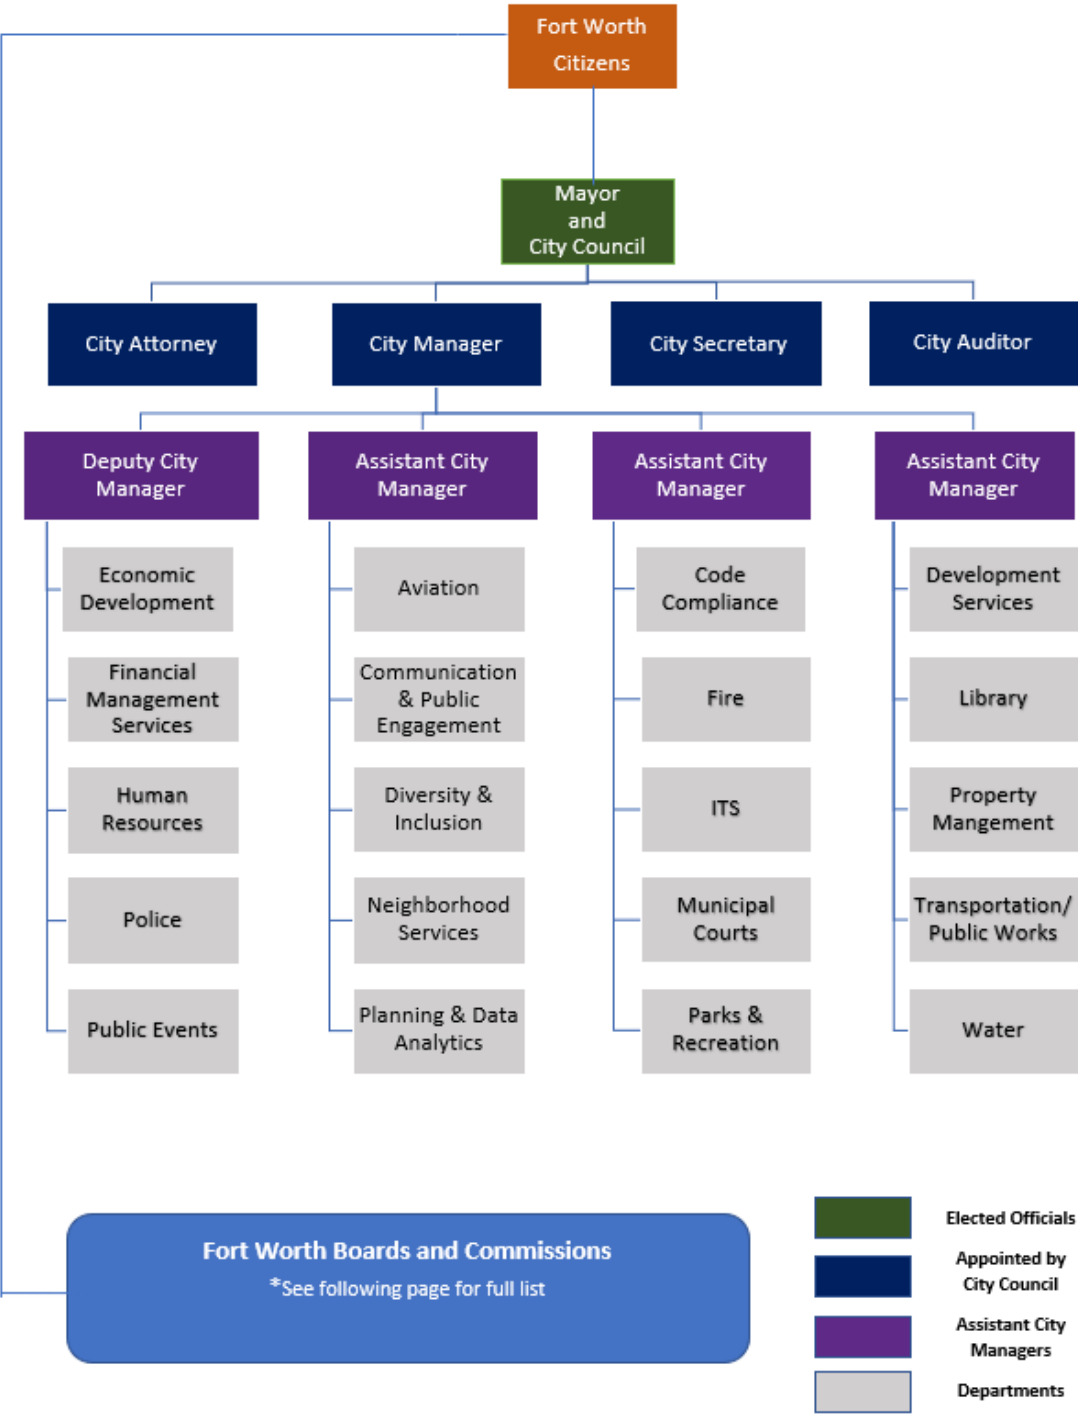 Fort Worth
Citizens
Mayor
and
City Council
City Attorney
City Manager
City Secretary
City Auditor
Deputy City
Manager
Assistant City
Manager
Assistant City
Manager
Assistant City
Manager
Economic
Development
Aviation
Code
Compliance
Development
Services
Financial
Management
Services
Communication
& Public
Engagement
Fire
Library
Human
Resources
Diversity &
Inclusion
ITS
Property
Mangement
Police
Neighborhood
Services
Municipal
Courts
Transportation/
Public Works
Public Events
Planning & Data
Analytics
Parks &
Recreation
Water
Fort Worth Boards and Commissions
*See following page for full list
Elected Officials
Appointed by
City Council
Assistant City
Managers
Departments